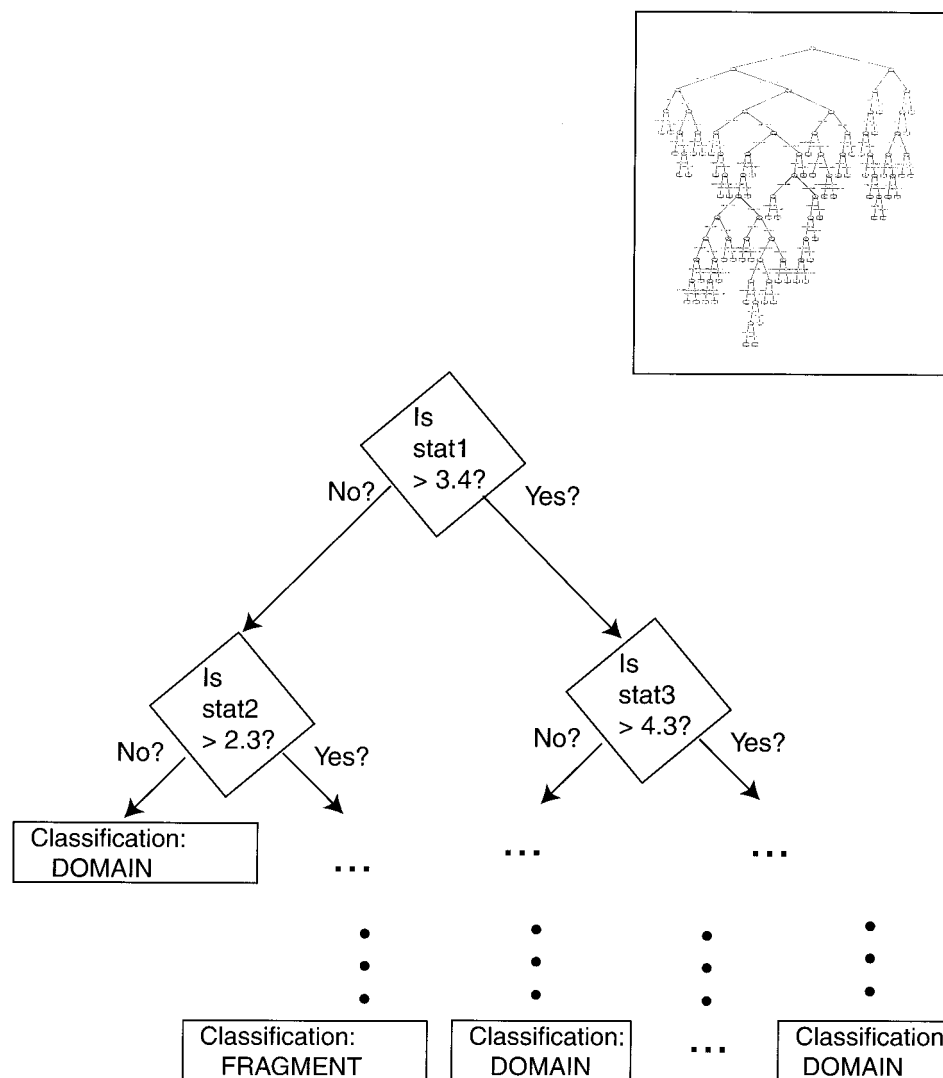 Is
stat1
> 3.4?
No?
Yes?
Is
stat2
> 2.3?
No?
Yes?
Is
stat3
> 4.3?
No?
Yes?
Classification:
DOMAIN
...
...
...
Classification:
FRAGMENT
Classification:
DOMAIN
...
Classification
DOMAIN